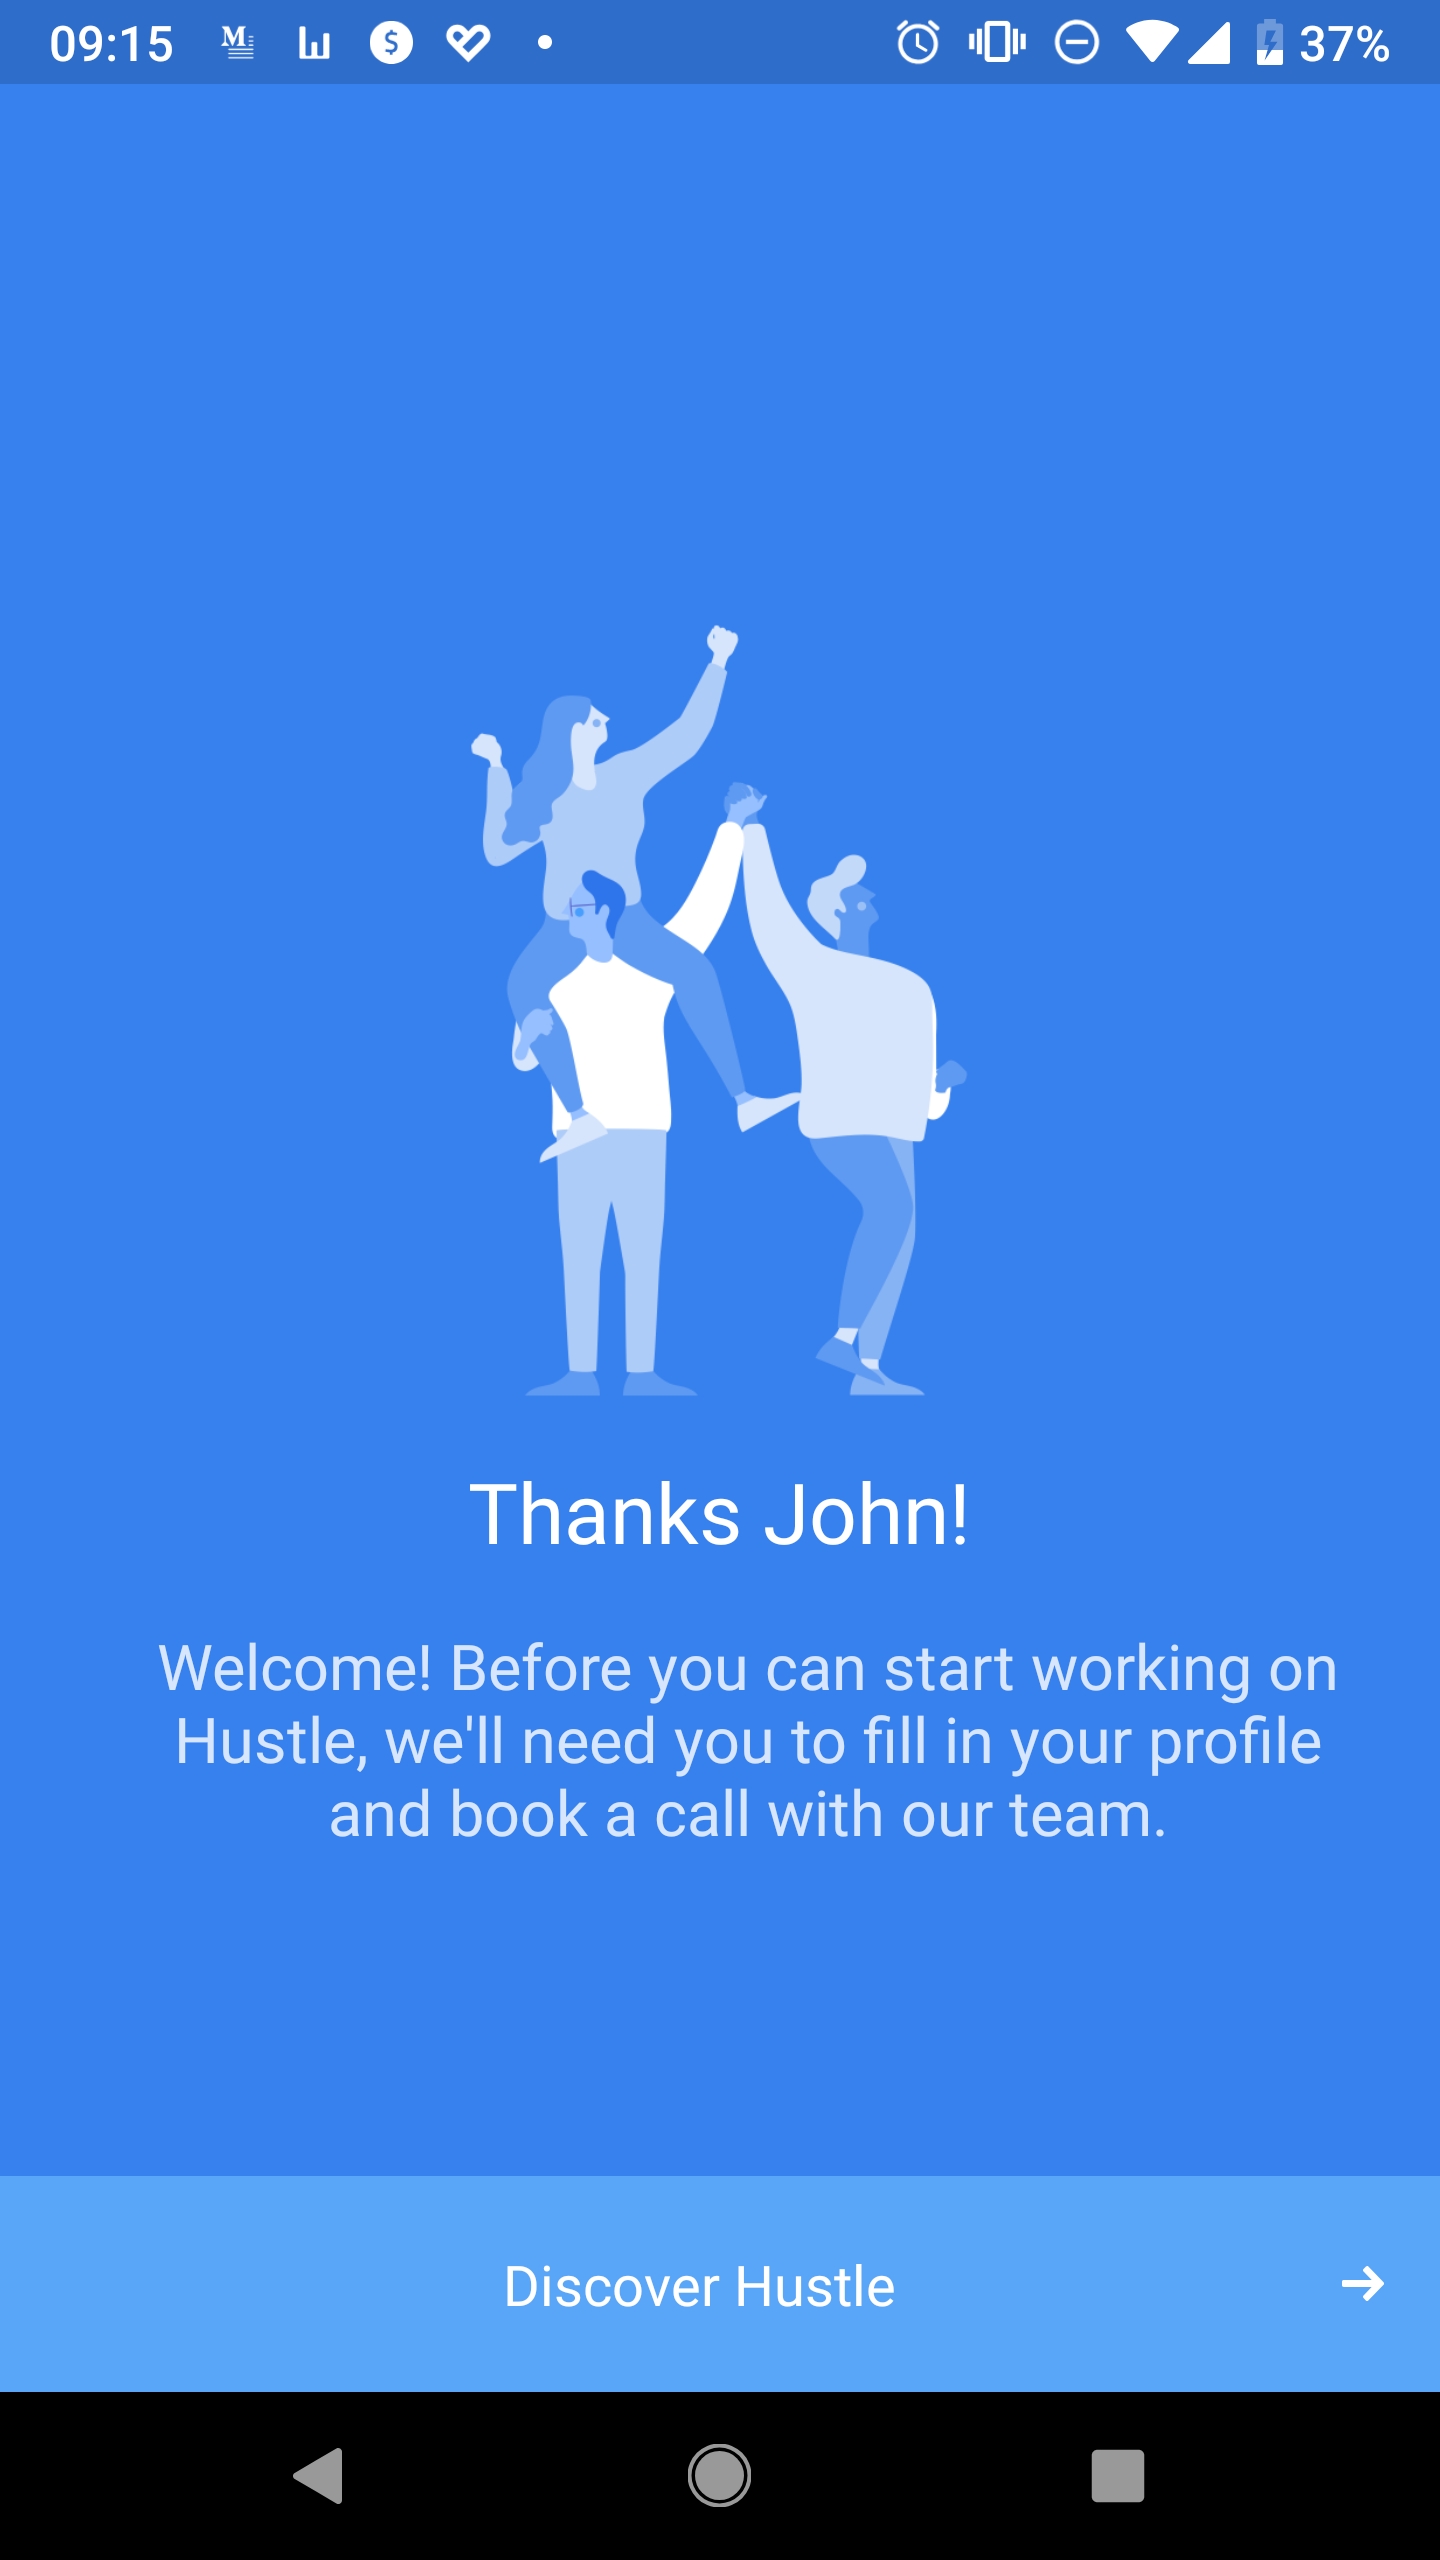 09:15 37%
Thanks John!
Welcome! Before you can start working on
Hustle, we'll need you to fill in your profile
and book a call with our team.
Discover Hustle